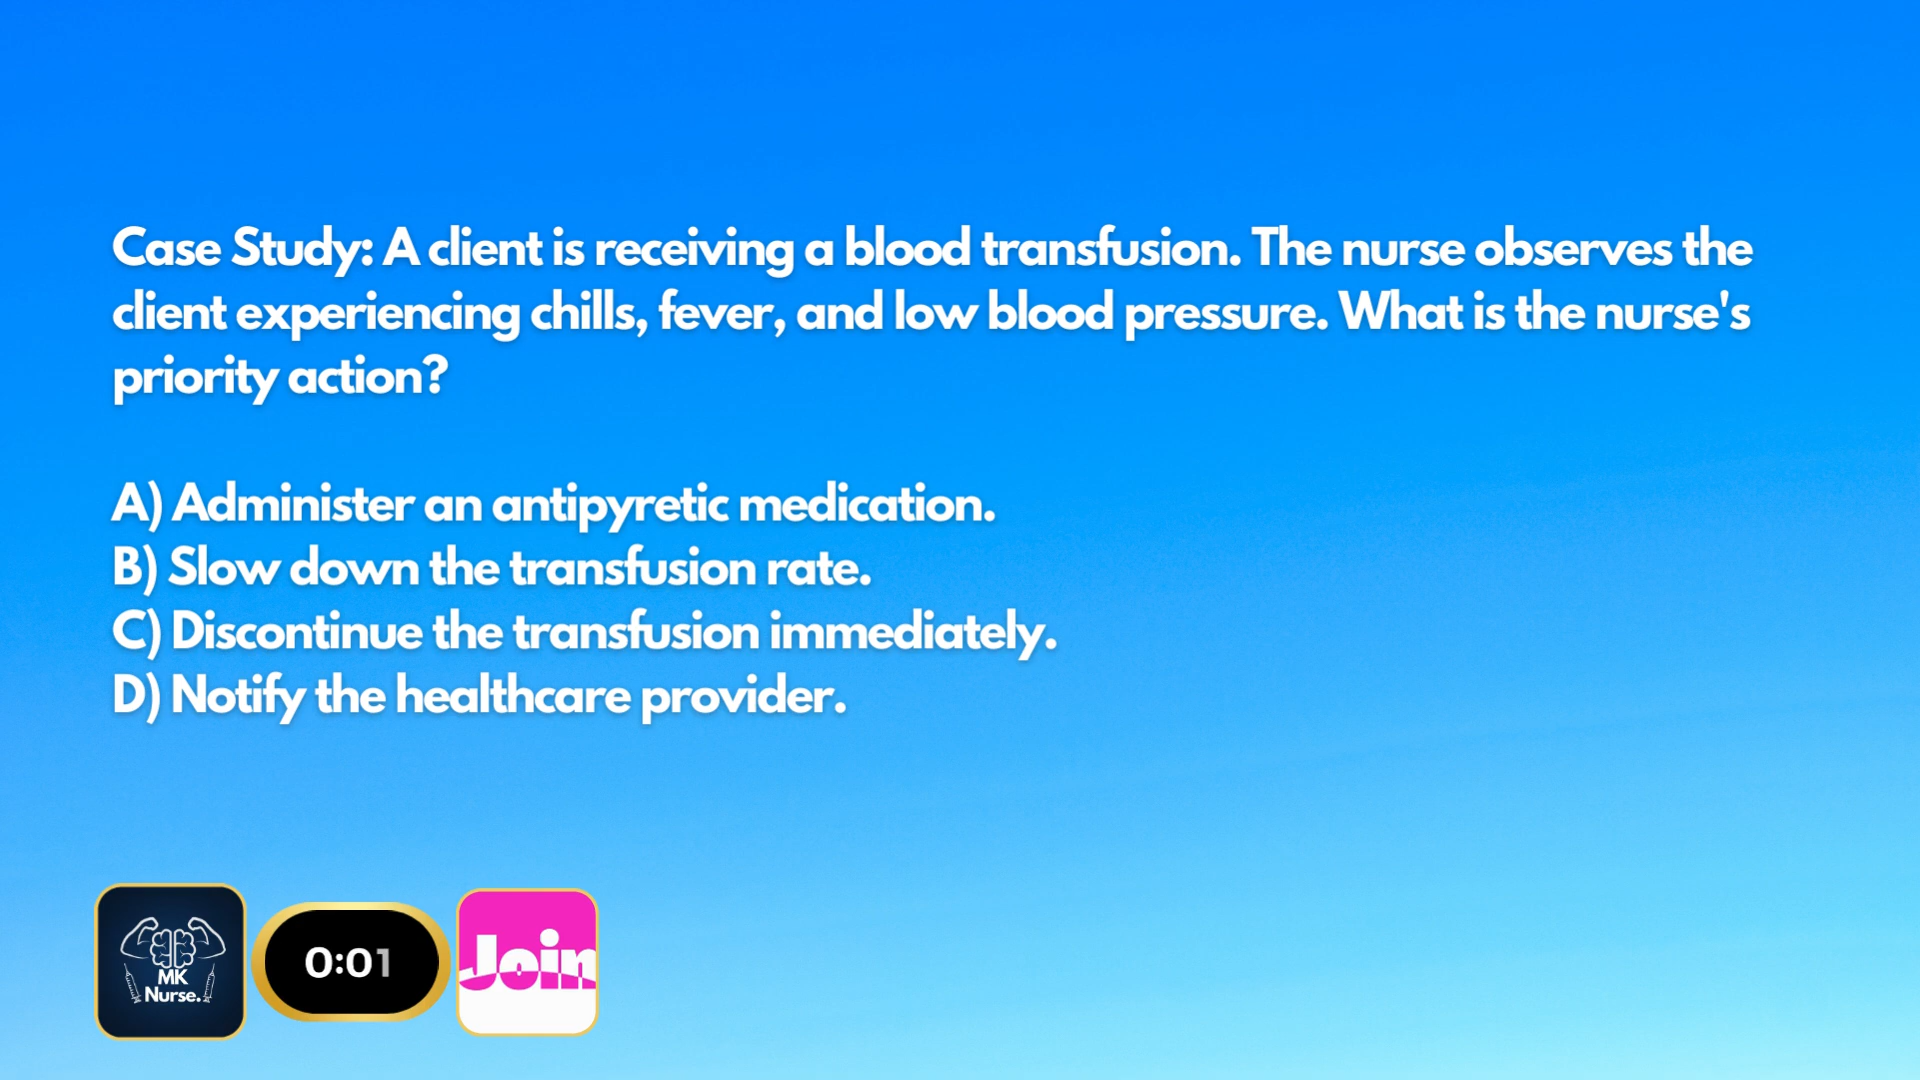 Case Study: A client is receiving a blood transfusion. The nurse observes the
client experiencing chills, fever, and low blood pressure. What is the nurse's
priority action?
A) Administer an antipyretic medication.
B) Slow down the transfusion rate.
C) Discontinue the transfusion immediately.
D) Notify the healthcare provider.
MK
Nurse.
0:01
Join